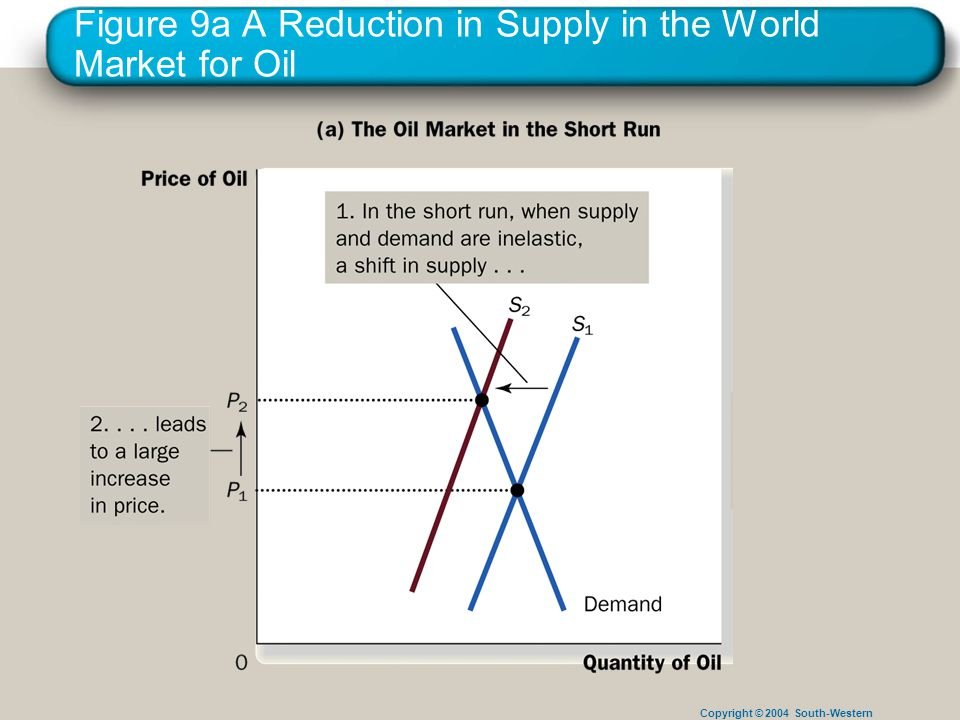 Figure 9a A Reduction in Supply in the World
Market for Oil
(a) The Oil Market in the Short Run
Price of Oil
1. In the short run, when supply
and demand are inelastic,
a shift in supply . . .
S2
S1
P2
2. . . . leads
to a large
increase
in price.
P1
Demand
0
Quantity of Oil
Copyright © 2004 South-Western